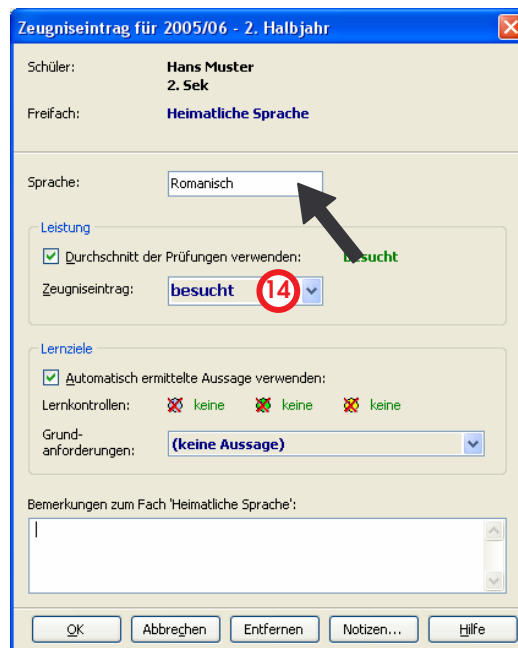 Zeugniseintrag für 2005/06 - 2. Halbjahr
Schüler: Hans Muster
2. Sek
Freifach: Heimatliche Sprache
Sprache: Romanisch
Leistung
Durchschnitt der Prüfungen verwenden: besucht
Zeugniseintrag: besucht 14
Lernziele
Automatisch ermittelte Aussage verwenden:
Lernkontrollen: keine keine keine
Grund-
anforderungen: (keine Aussage)
Bemerkungen zum Fach 'Heimatliche Sprache':
OK Abbrechen Entfernen Notizen... Hilfe